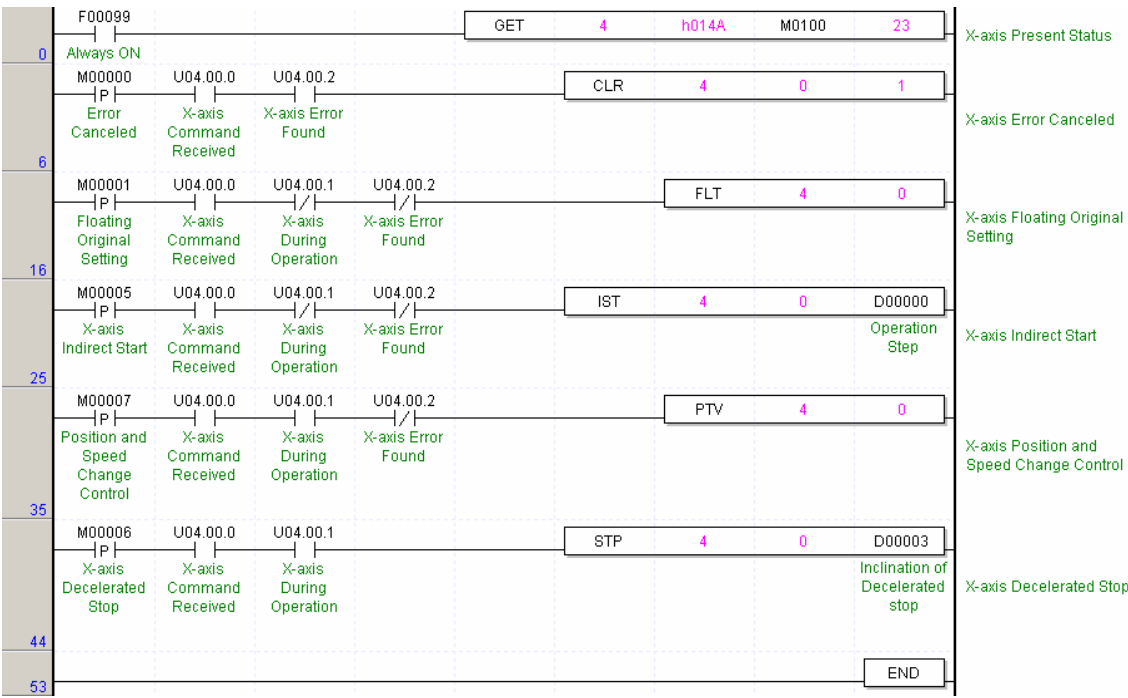 F00099
GET 4 h014A M0100 23
X-axis Present Status
0 Always ON
M00000 U04.00.0 U04.00.2
P
CLR 4 0 1
Error X-axis X-axis Error
Canceled Command Found
Received
X-axis Error Canceled
6
M00001 U04.00.0 U04.00.1 U04.00.2
P
FLT 4 0
Floating X-axis X-axis X-axis Error
Original Command During Found
Setting Received Operation
X-axis Floating Original
Setting
16
M00005 U04.00.0 U04.00.1 U04.00.2
P
IST 4 0 D00000
X-axis X-axis X-axis X-axis Error Operation
Indirect Start Command During Found Step
Received Operation
X-axis Indirect Start
25
M00007 U04.00.0 U04.00.1 U04.00.2
P
PTV 4 0
Position and X-axis X-axis X-axis Error
Speed Command During Found
Change Received Operation
Control
X-axis Position and
Speed Change Control
35
M00006 U04.00.0 U04.00.1
P
STP 4 0 D00003
X-axis X-axis X-axis Inclination of
Decelerated Command During Decelerated
Stop Received Operation stop
X-axis Decelerated Stop
44
END
53